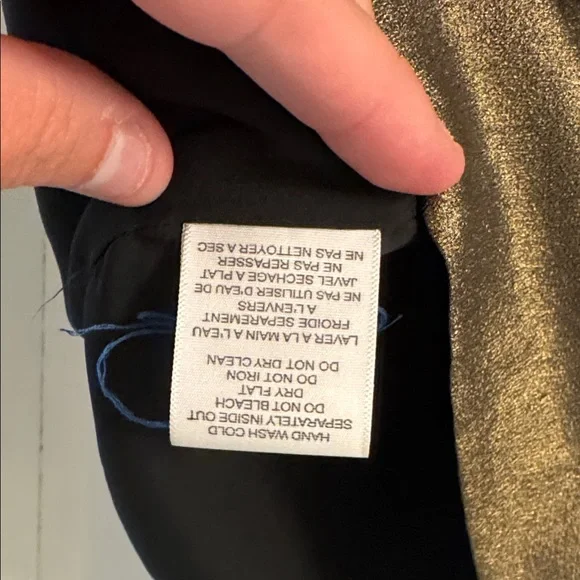 HAND WASH COLD
SEPARATELY INSIDE OUT
DO NOT BLEACH
DRY FLAT
DO NOT IRON
DO NOT DRY CLEAN
LAVER A LA MAIN A L'EAU
FROIDE SEPAREMENT
A L'ENVERS
NE PAS UTILISER D'EAU DE
JAVEL SECHAGE A PLAT
NE PAS REPASSER
NE PAS NETTOYER A SEC